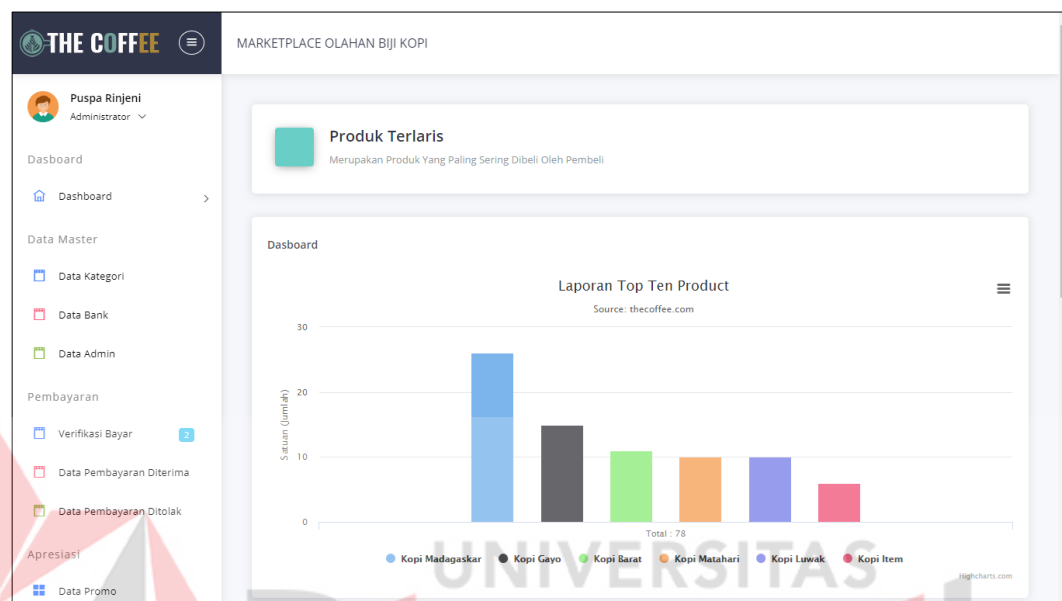 THE COFFEE
MARKETPLACE OLAHAN BIJI KOPI
Puspa Rinjeni
Administrator
Dasboard
Dashboard
Data Master
Data Kategori
Data Bank
Data Admin
Pembayaran
Verifikasi Bayar 2
Data Pembayaran Diterima
Data Pembayaran Ditolak
Apresiasi
Data Promo
Produk Terlaris
Merupakan Produk Yang Paling Sering Dibeli Oleh Pembeli
Dasboard
Laporan Top Ten Product
Source: thecoffee.com
Satuan (Jumlah)
30
20
10
0
Total : 78
Kopi Madagaskar Kopi Gayo Kopi Barat Kopi Matahari Kopi Luwak Kopi Item
Highcharts.com
UNIVERSITAS